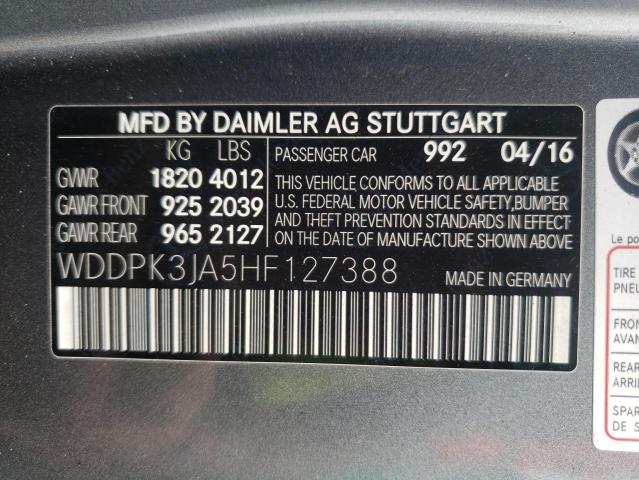 MFD BY DAIMLER AG STUTTGART
KG LBS
GVWR 1820 4012
GAWR FRONT 925 2039
GAWR REAR 965 2127
PASSENGER CAR 992 04/16
THIS VEHICLE CONFORMS TO ALL APPLICABLE
U.S. FEDERAL MOTOR VEHICLE SAFETY,BUMPER
AND THEFT PREVENTION STANDARDS IN EFFECT
ON THE DATE OF MANUFACTURE SHOWN ABOVE.
WDDPK3JA5HF127388
MADE IN GERMANY
Le po
TIRE
PNEU
FRON
AVAN
REAR
ARRIÈ
SPAR
DE S